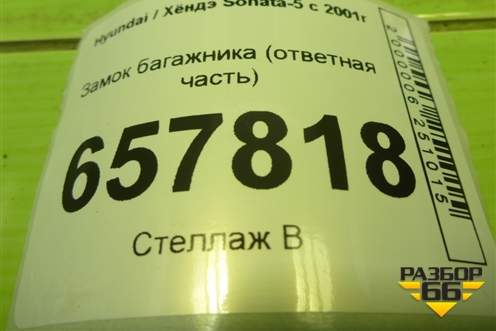 Hyundai / Хёндэ Sonata-5 с 2001г
Замок багажника (ответная
часть)
657818
Стеллаж В
2000006251015
РАЗБОР
66